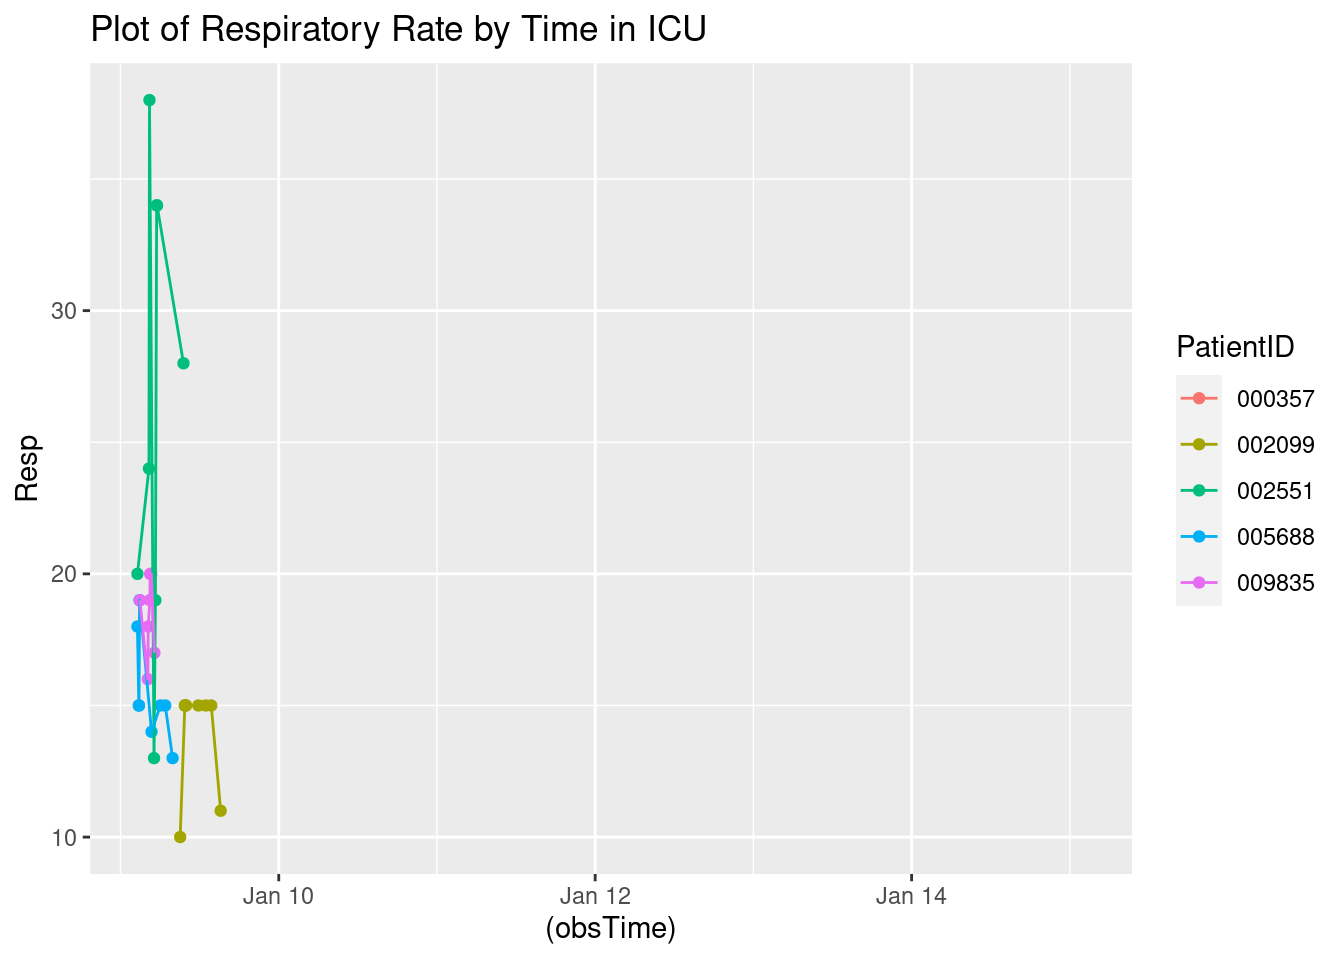 Plot of Respiratory Rate by Time in ICU
30
20
10
Resp
Jan 10
Jan 12
Jan 14
(obsTime)
PatientID
000357
002099
002551
005688
009835